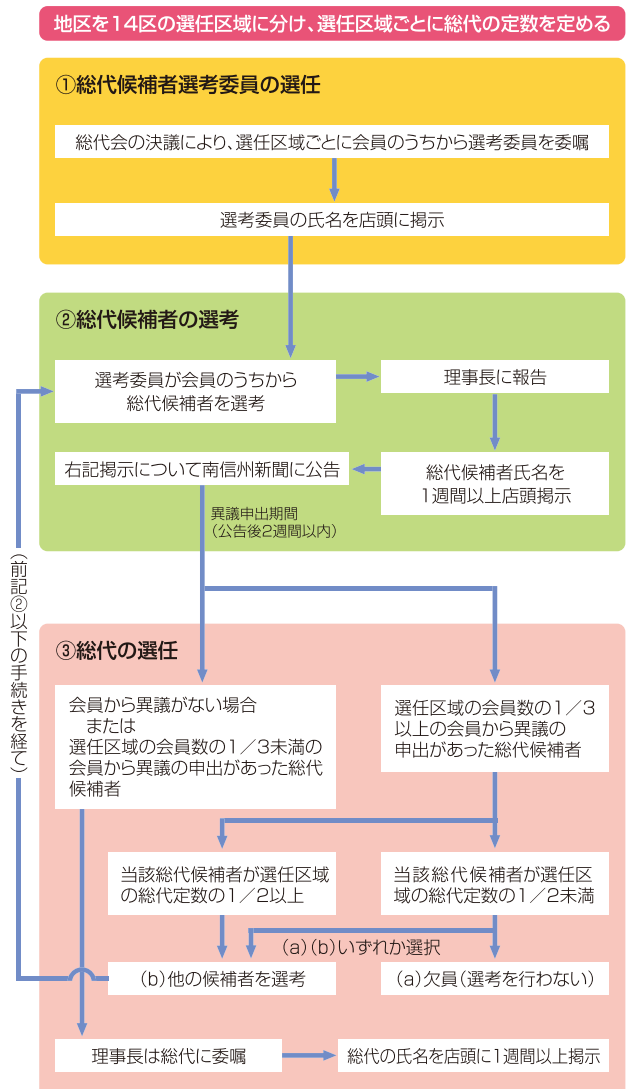 地区を14区の選任区域に分け、選任区域ごとに総代の定数を定める
①総代候補者選考委員の選任
総代会の決議により、選任区域ごとに会員のうちから選考委員を委嘱
選考委員の氏名を店頭に掲示
②総代候補者の選考
選考委員が会員のうちから
総代候補者を選考
理事長に報告
総代候補者氏名を
1週間以上店頭掲示
右記掲示について南信州新聞に公告
異議申出期間
（公告後2週間以内）
（前記②以下の手続きを経て）
③総代の選任
会員から異議がない場合
または
選任区域の会員数の1／3未満の
会員から異議の申出があった総代
候補者
選任区域の会員数の1／3
以上の会員から異議の
申出があった総代候補者
当該総代候補者が選任区域
の総代定数の1／2以上
当該総代候補者が選任区
域の総代定数の1／2未満
（a）（b）いずれか選択
（b）他の候補者を選考
（a）欠員（選考を行わない）
理事長は総代に委嘱
総代の氏名を店頭に1週間以上掲示